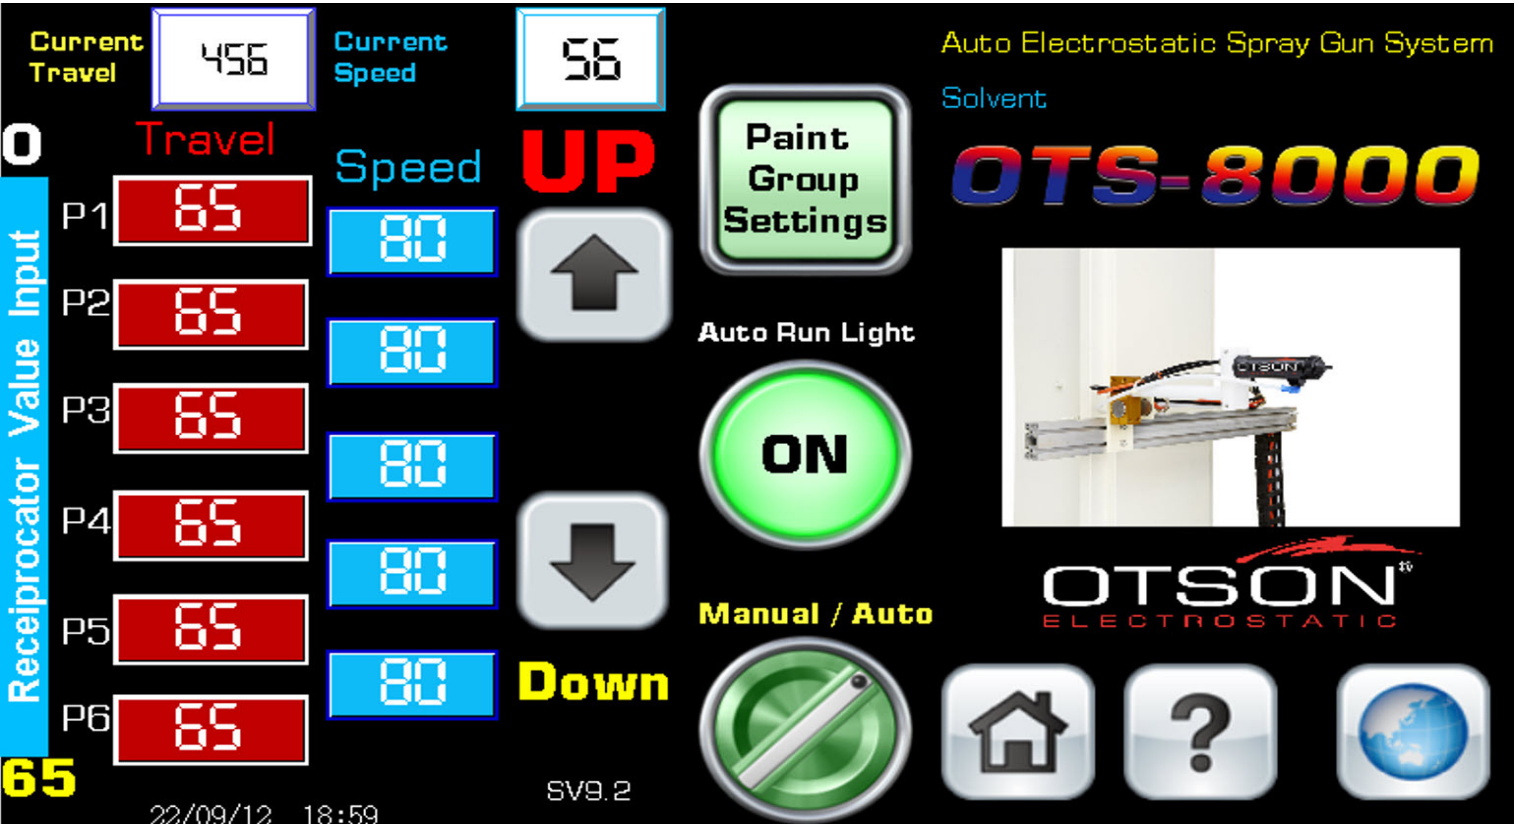 Current
Travel
456
Current
Speed
56
Auto Electrostatic Spray Gun System
Solvent
OTS-8000
0
Travel
Speed
UP
Paint
Group
Settings
Receiprocator Value Input
P1
65
80
P2
65
80
P3
65
80
P4
65
80
P5
65
80
P6
65
65
Auto Run Light
ON
Manual / Auto
Down
OTSON
OTSON®
ELECTROSTATIC
?
SV9.2
22/09/12 18:59